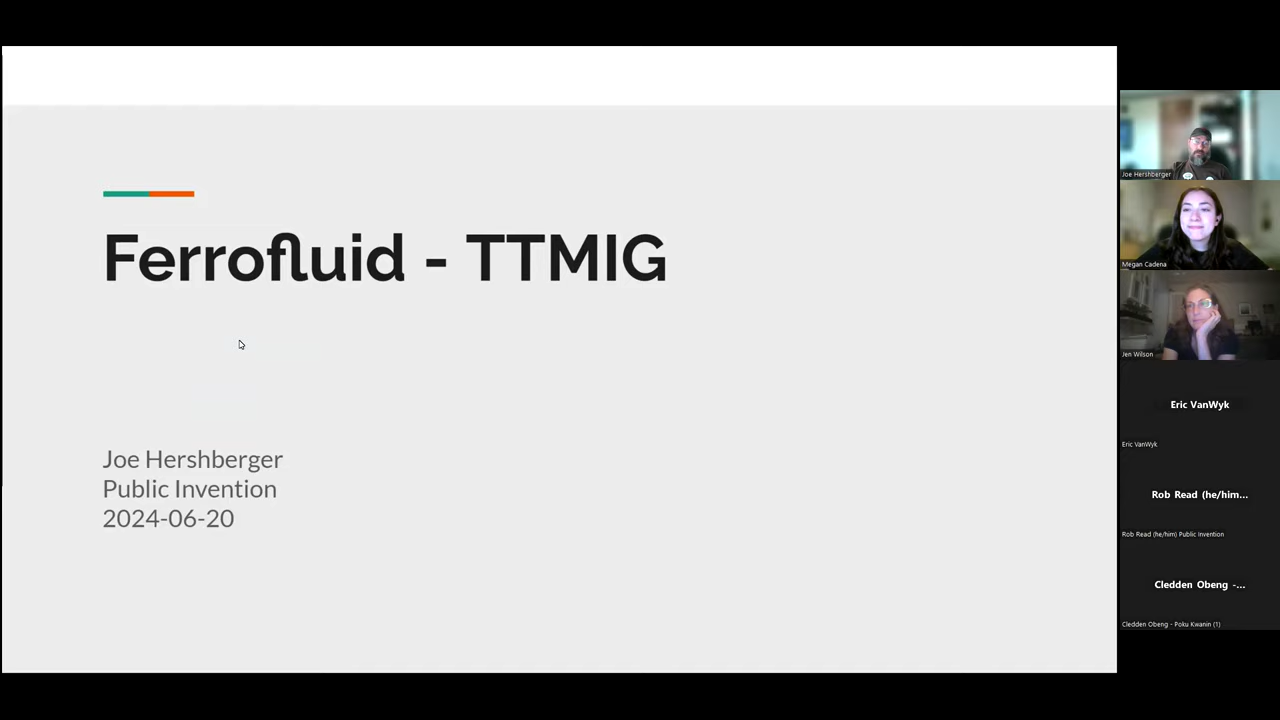 Ferrofluid - TTMIG
Joe Hershberger
Public Invention
2024-06-20
Joe Hershberger
Megan Cadena
Jen Wilson
Eric VanWyk
Eric VanWyk
Rob Read (he/him...
Rob Read (he/him) Public Invention
Cledden Obeng -...
Cledden Obeng - Poku Kwanin (1)